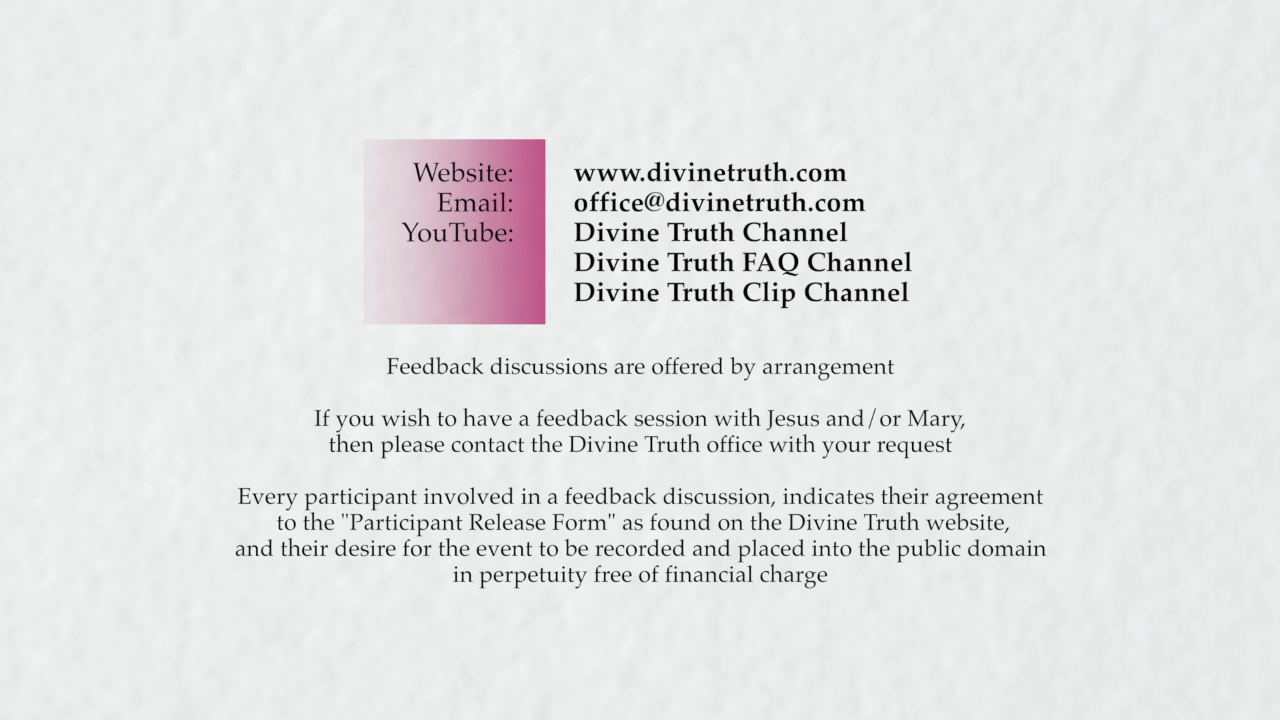 Website: www.divinetruth.com
Email: office@divinetruth.com
YouTube: Divine Truth Channel
Divine Truth FAQ Channel
Divine Truth Clip Channel
Feedback discussions are offered by arrangement
If you wish to have a feedback session with Jesus and/or Mary,
then please contact the Divine Truth office with your request
Every participant involved in a feedback discussion, indicates their agreement
to the "Participant Release Form" as found on the Divine Truth website,
and their desire for the event to be recorded and placed into the public domain
in perpetuity free of financial charge